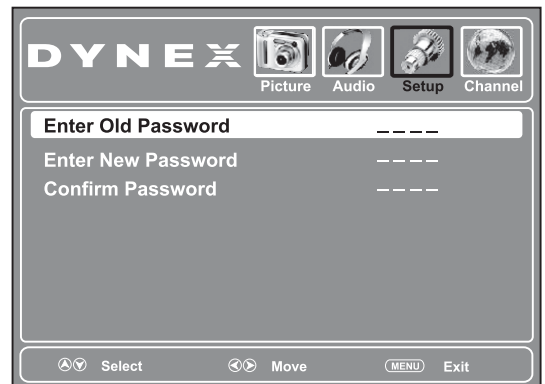 DYNEX
Picture Audio Setup Channel
Enter Old Password _ _ _ _
Enter New Password _ _ _ _
Confirm Password _ _ _ _
Select Move MENU Exit